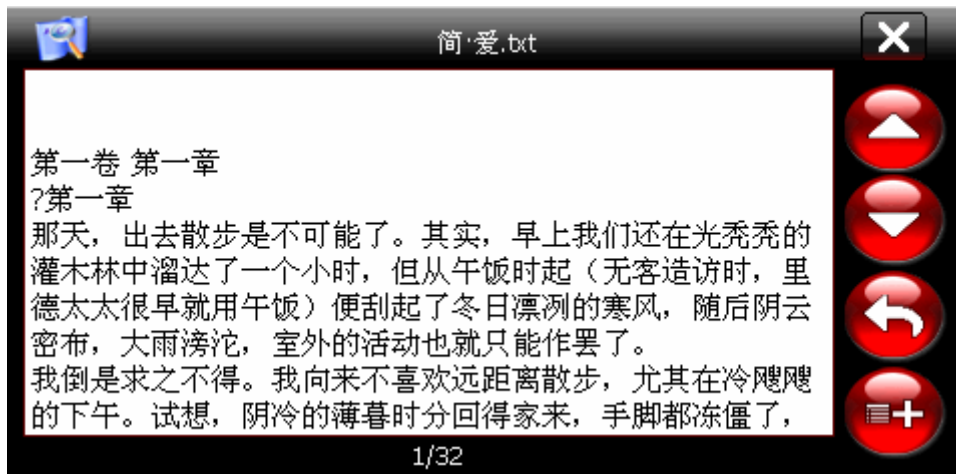 简·爱.txt
第一卷 第一章
?第一章
那天，出去散步是不可能了。其实，早上我们还在光秃秃的
灌木林中溜达了一个小时，但从午饭时起（无客造访时，里
德太太很早就用午饭）便刮起了冬日凛冽的寒风，随后阴云
密布，大雨滂沱，室外的活动也就只能作罢了。
我倒是求之不得。我向来不喜欢远距离散步，尤其在冷飕飕
的下午。试想，阴冷的薄暮时分回得家来，手脚都冻僵了，
1/32